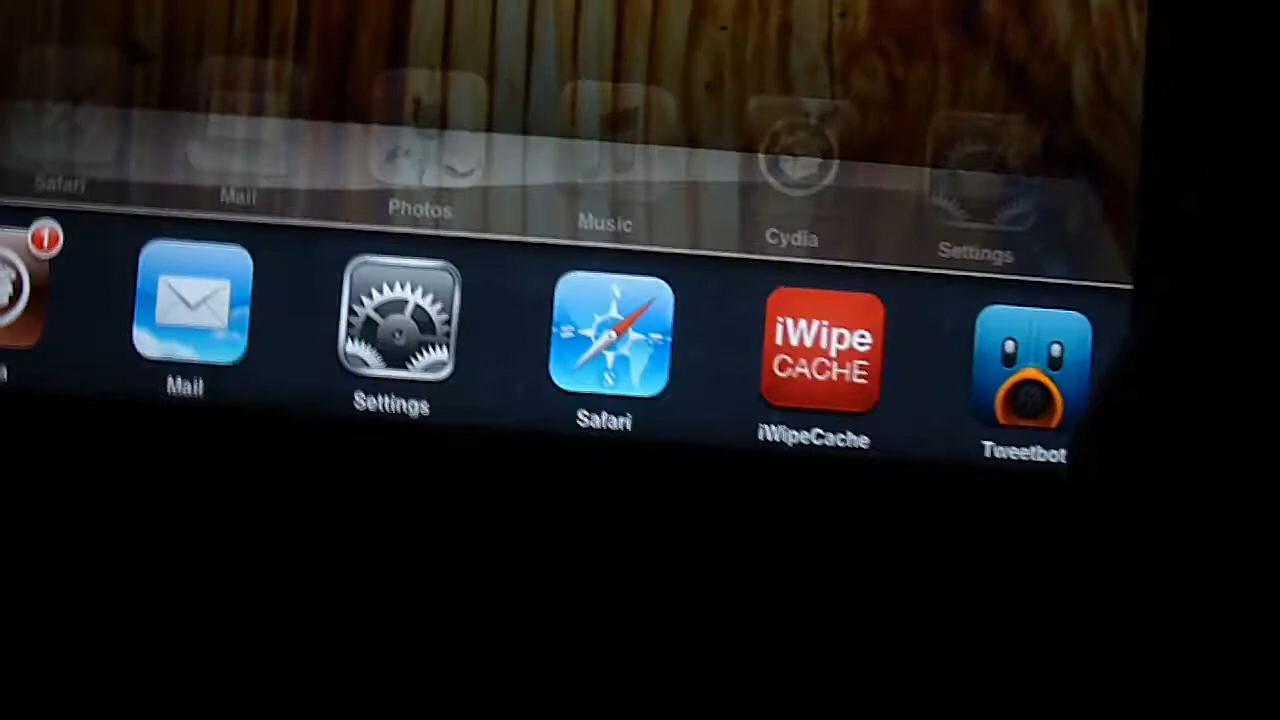 Safari Mail Photos Music Cydia Settings
1
iWipe
CACHE
a Mail Settings Safari iWipeCache Tweetbot